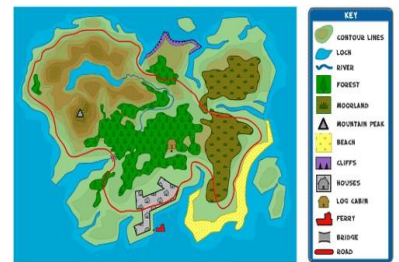 KEY
CONTOUR LINES
LOCH
RIVER
FOREST
MOORLAND
MOUNTAIN PEAK
BEACH
CLIFFS
HOUSES
LOG CABIN
FERRY
BRIDGE
ROAD